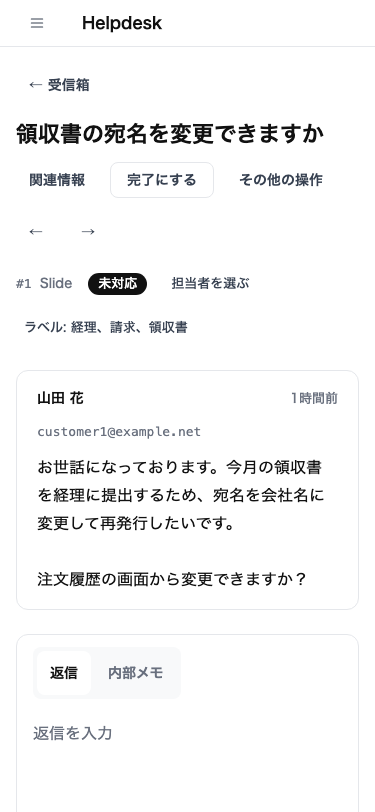 Helpdesk
← 受信箱
領収書の宛名を変更できますか
関連情報 完了にする その他の操作
← →
#1 Slide 未対応 担当者を選ぶ
ラベル: 経理、請求、領収書
山田 花 1時間前
customer1@example.net
お世話になっております。今月の領収書
を経理に提出するため、宛名を会社名に
変更して再発行したいです。
注文履歴の画面から変更できますか？
返信 内部メモ
返信を入力